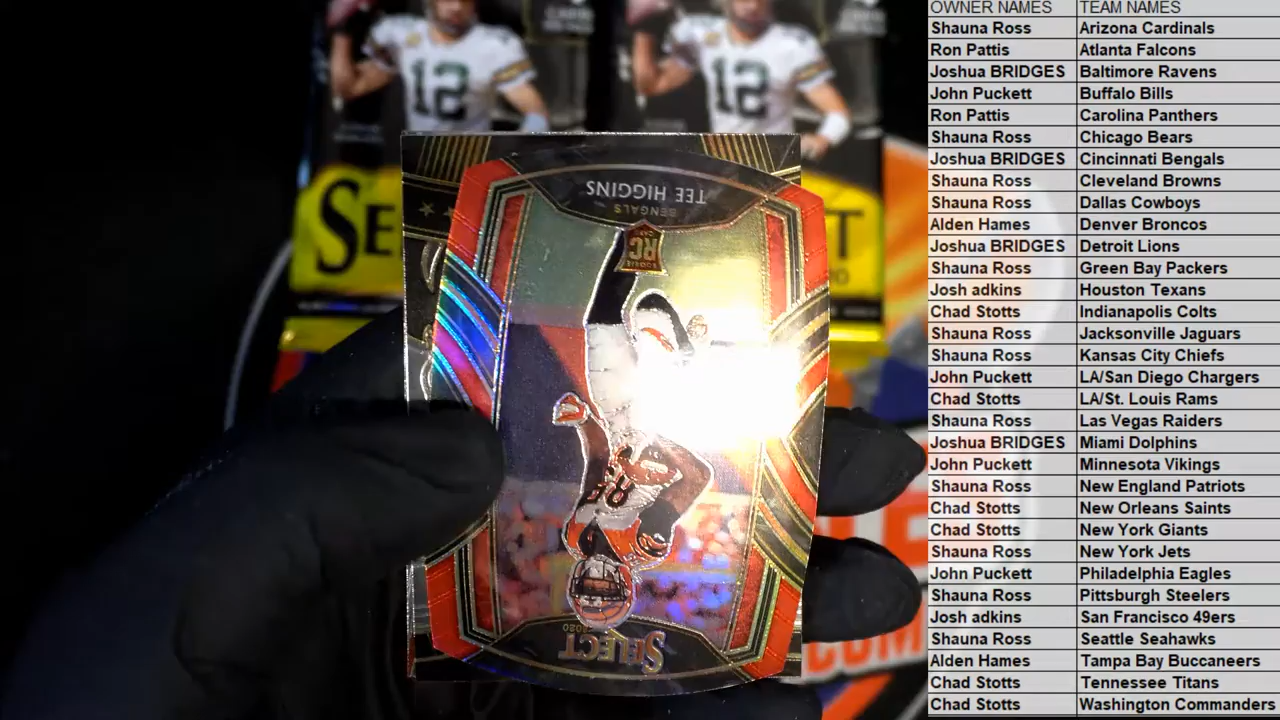 OWNER NAMES TEAM NAMES
Shauna Ross Arizona Cardinals
Ron Pattis Atlanta Falcons
Joshua BRIDGES Baltimore Ravens
John Puckett Buffalo Bills
Ron Pattis Carolina Panthers
Shauna Ross Chicago Bears
Joshua BRIDGES Cincinnati Bengals
Shauna Ross Cleveland Browns
Shauna Ross Dallas Cowboys
Alden Hames Denver Broncos
Joshua BRIDGES Detroit Lions
Shauna Ross Green Bay Packers
Josh adkins Houston Texans
Chad Stotts Indianapolis Colts
Shauna Ross Jacksonville Jaguars
Shauna Ross Kansas City Chiefs
John Puckett LA/San Diego Chargers
Chad Stotts LA/St. Louis Rams
Shauna Ross Las Vegas Raiders
Joshua BRIDGES Miami Dolphins
John Puckett Minnesota Vikings
Shauna Ross New England Patriots
Chad Stotts New Orleans Saints
Chad Stotts New York Giants
Shauna Ross New York Jets
John Puckett Philadelphia Eagles
Shauna Ross Pittsburgh Steelers
Josh adkins San Francisco 49ers
Shauna Ross Seattle Seahawks
Alden Hames Tampa Bay Buccaneers
Chad Stotts Tennessee Titans
Chad Stotts Washington Commanders
12
12
TEE HIGGINS
BENGALS
RC
ROOKIE
CARD
2020
SELECT